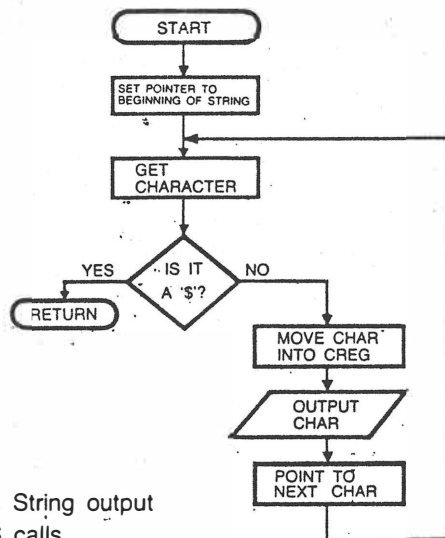 START
SET POINTER TO
BEGINNING OF STRING
GET
CHARACTER
IS IT
A '$'?
YES
NO
RETURN
MOVE CHAR
INTO CREG
OUTPUT
CHAR
POINT TO
NEXT CHAR
String output
calls